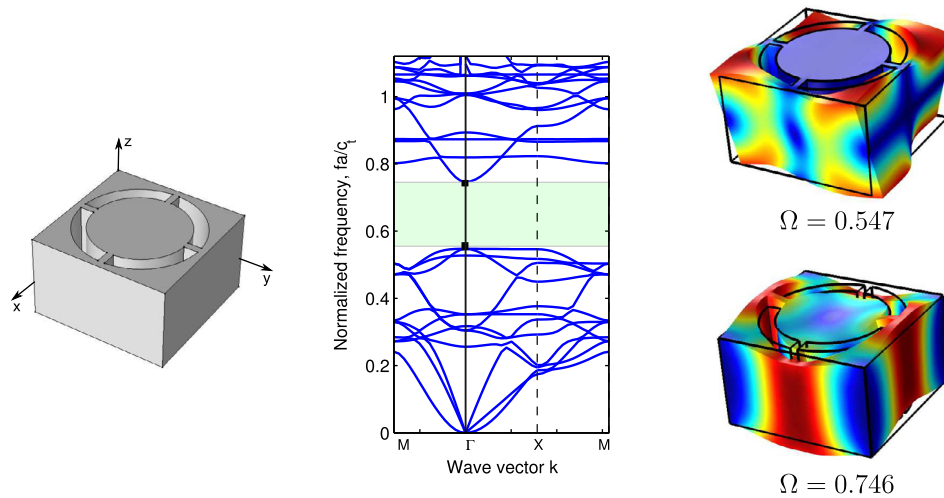 z
y
x
Normalized frequency, fa/c_t
1
0.8
0.6
0.4
0.2
0
M Γ X M
Wave vector k
Ω = 0.547
Ω = 0.746